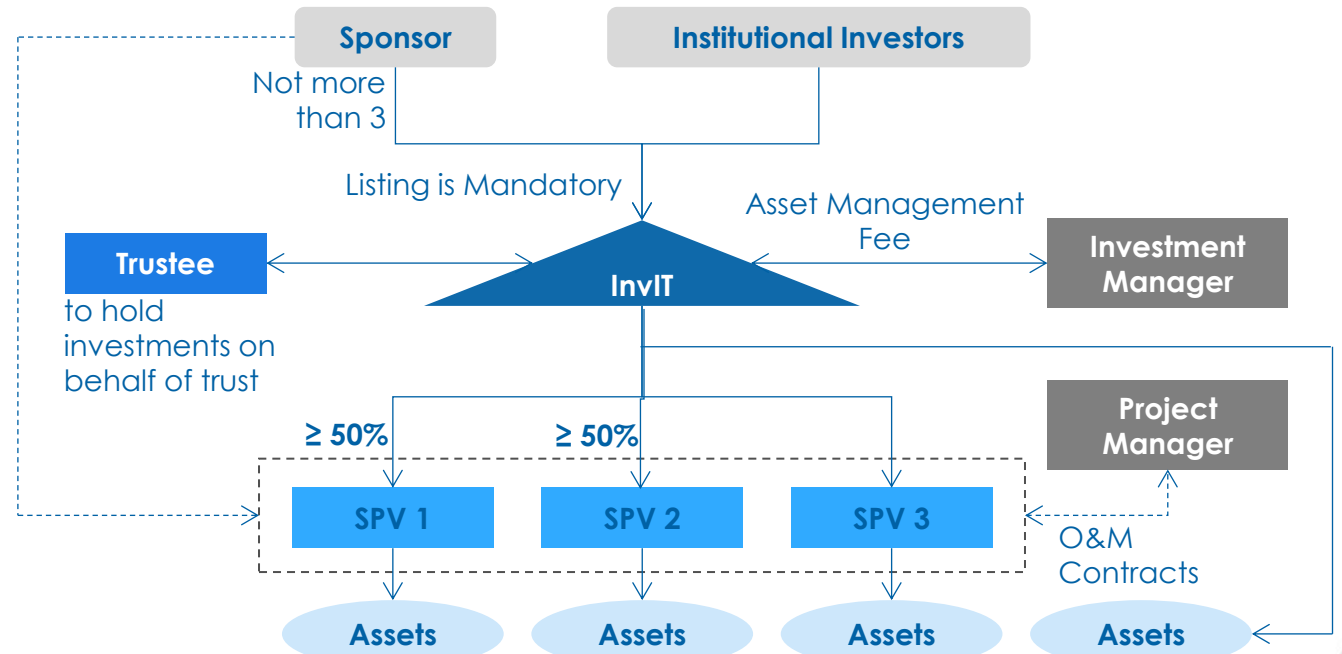 Sponsor
Institutional Investors
Not more
than 3
Listing is Mandatory
Asset Management
Fee
Trustee
InvIT
Investment
Manager
to hold
investments on
behalf of trust
Project
Manager
≥ 50%
≥ 50%
SPV 1
SPV 2
SPV 3
O&M
Contracts
Assets
Assets
Assets
Assets